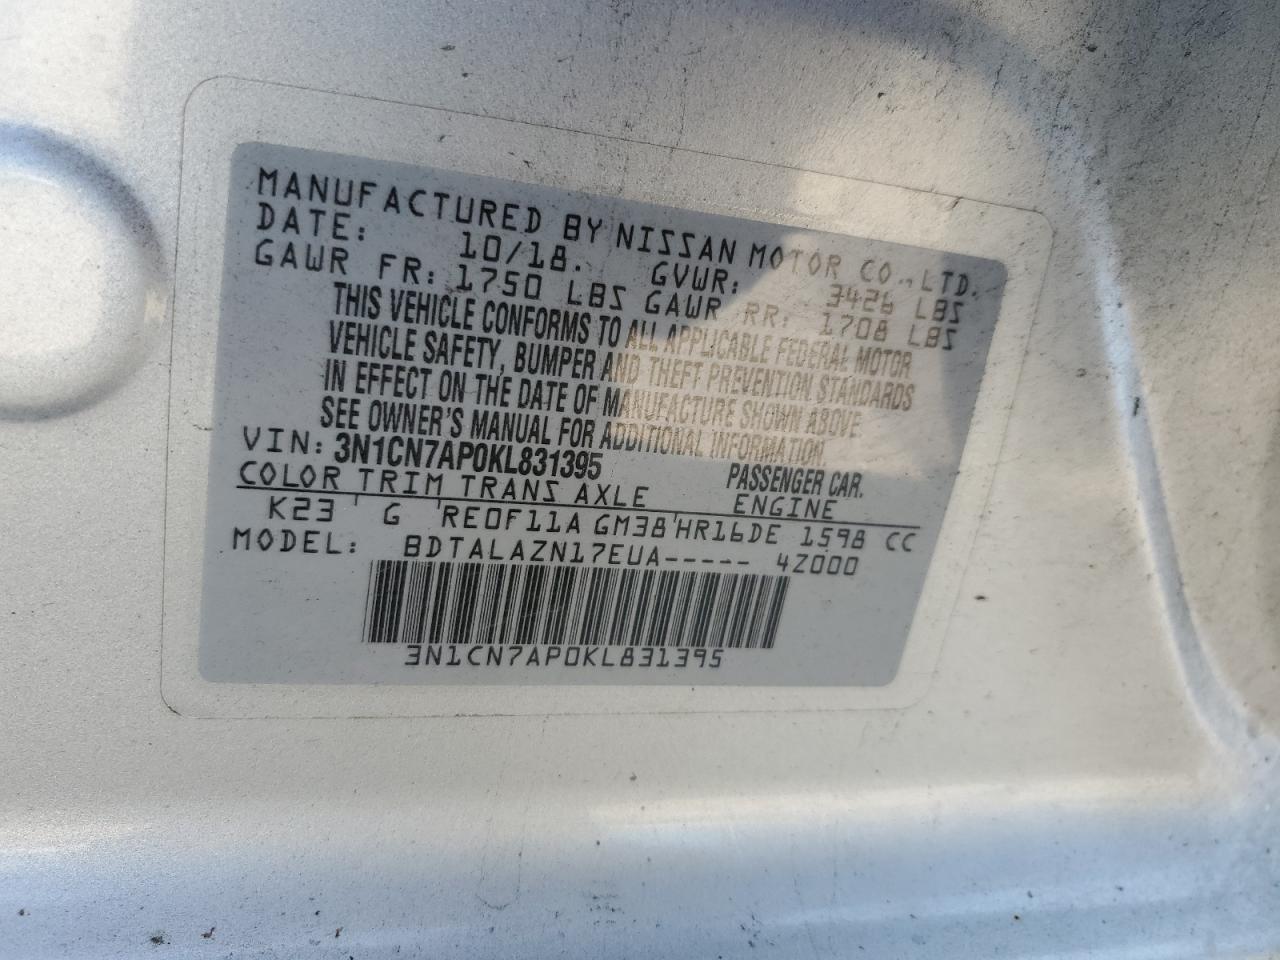 MANUFACTURED BY NISSAN MOTOR CO., LTD.
DATE: 10/18. GVWR: 3426 LBS
GAWR FR: 1750 LBS GAWR RR: 1708 LBS
THIS VEHICLE CONFORMS TO ALL APPLICABLE FEDERAL MOTOR
VEHICLE SAFETY, BUMPER AND THEFT PREVENTION STANDARDS
IN EFFECT ON THE DATE OF MANUFACTURE SHOWN ABOVE.
SEE OWNER'S MANUAL FOR ADDITIONAL INFORMATION.
VIN: 3N1CN7AP0KL831395 PASSENGER CAR.
COLOR TRIM TRANS AXLE ENGINE
K23 ' G 'RE0F11A GM38'HR16DE 1598 CC
MODEL: BDTALAZN17EUA----- 4Z000
3N1CN7AP0KL831395